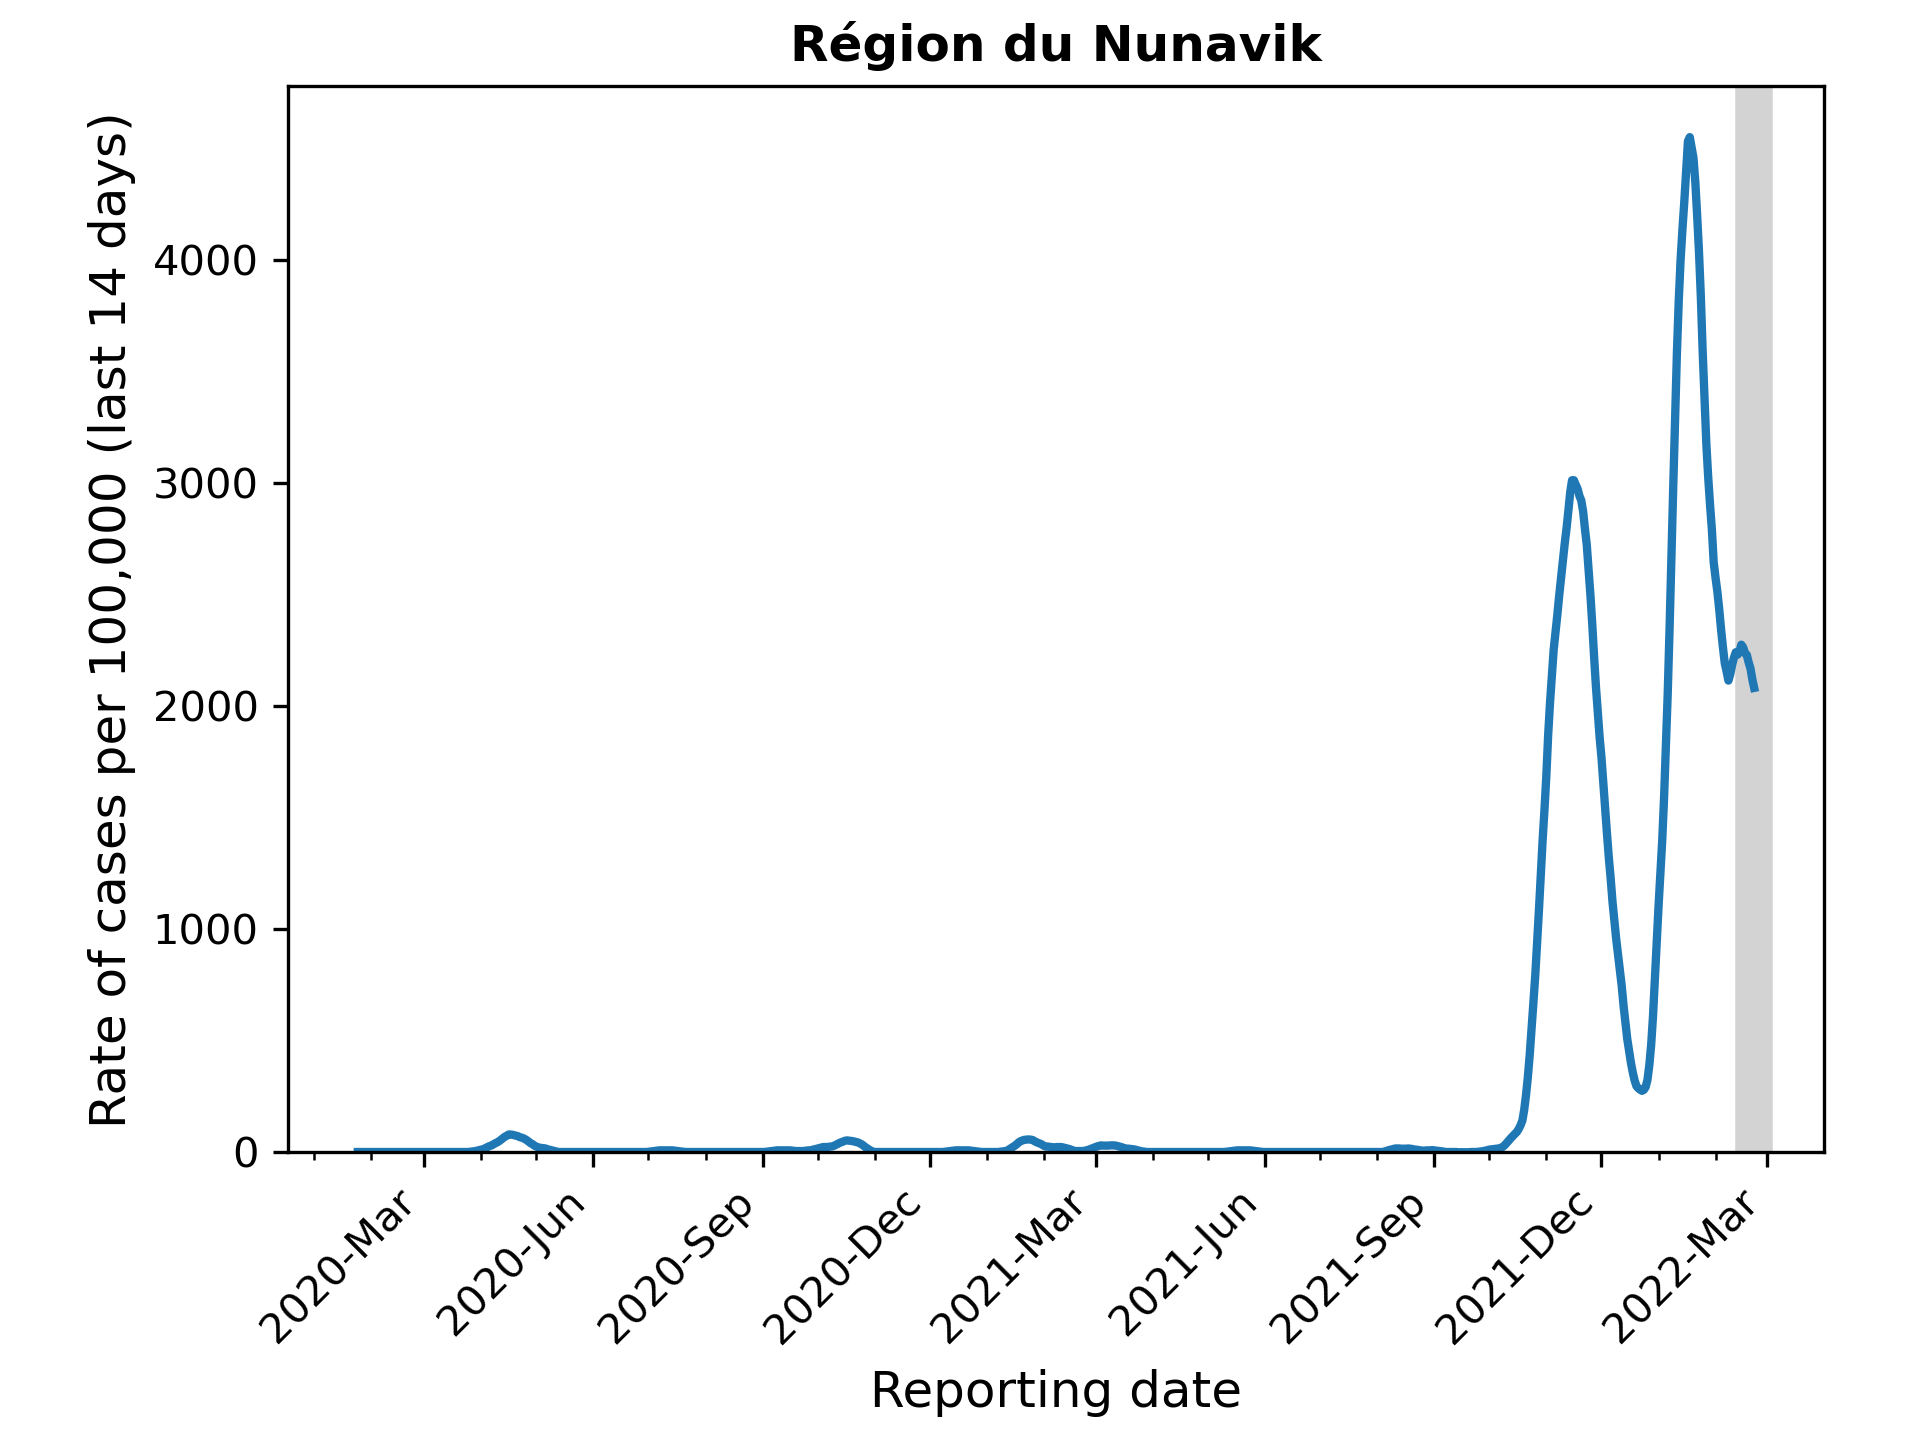 Région du Nunavik
Rate of cases per 100,000 (last 14 days)
4000
3000
2000
1000
0
2020-Mar
2020-Jun
2020-Sep
2020-Dec
2021-Mar
2021-Jun
2021-Sep
2021-Dec
2022-Mar
Reporting date